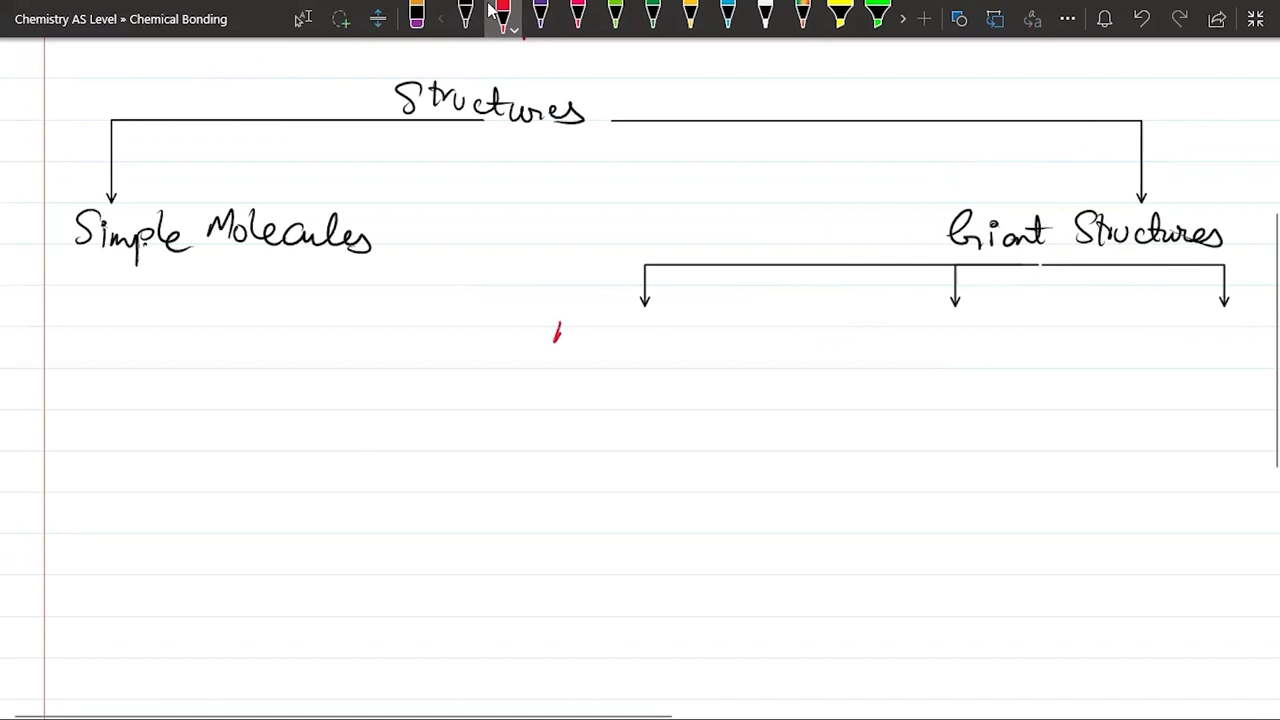 Chemistry AS Level » Chemical Bonding
Structures
Simple Molecules
Giant Structures